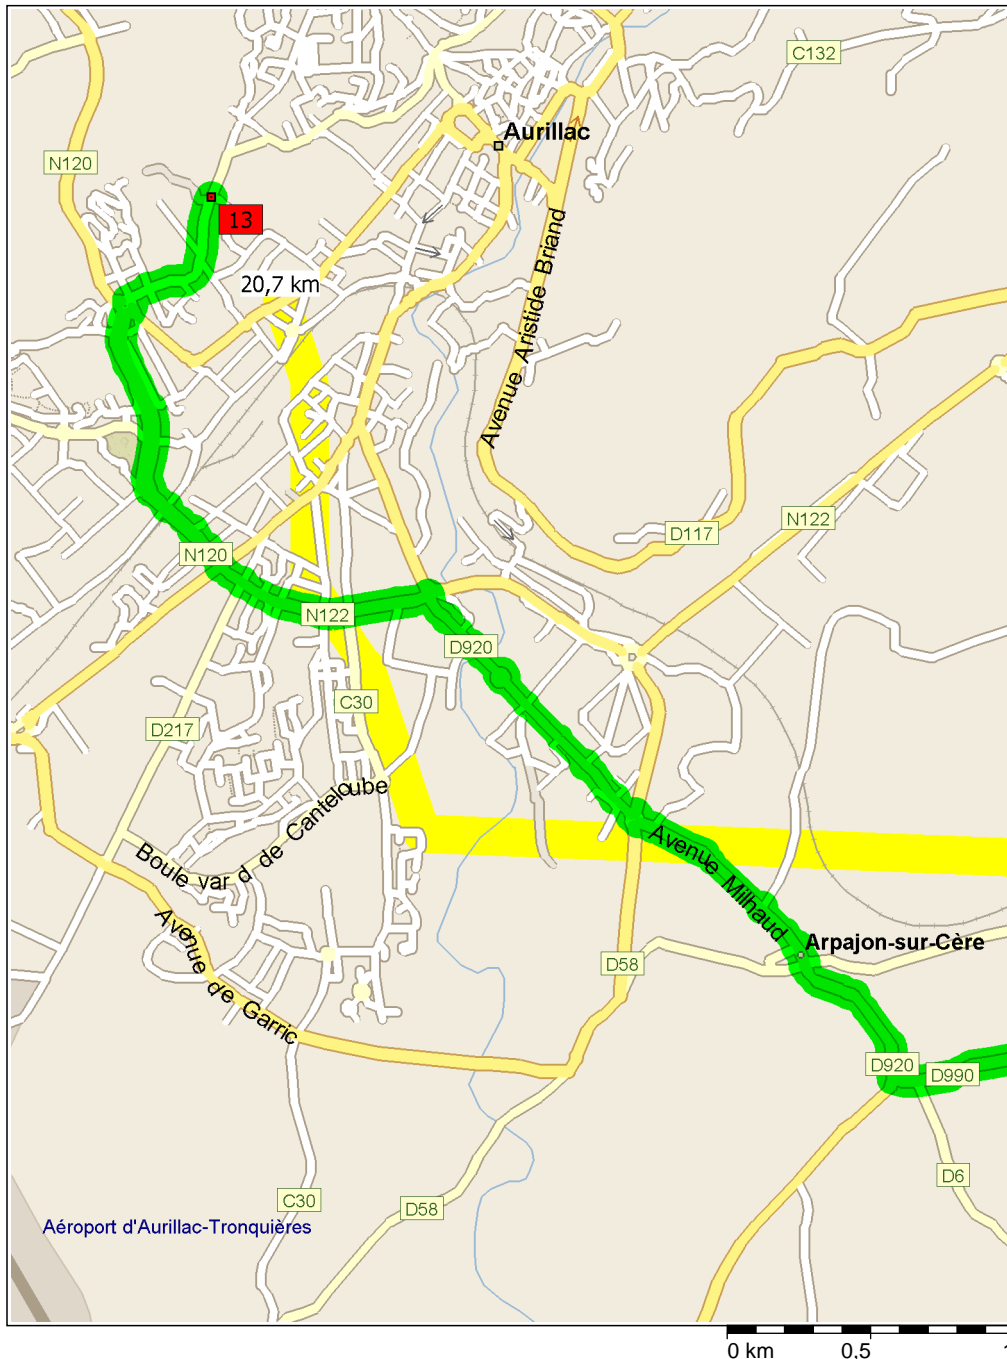 C132
Aurillac
N120
13
20,7 km
Avenue Aristide Briand
N122
D117
N120
N122
D920
C30
D217
Boulevard de Canteloube
Avenue Milhaud
Arpajon-sur-Cère
Avenue de Garric
D58
D920
D990
D6
C30
D58
Aéroport d'Aurillac-Tronquières
0 km 0,5 1